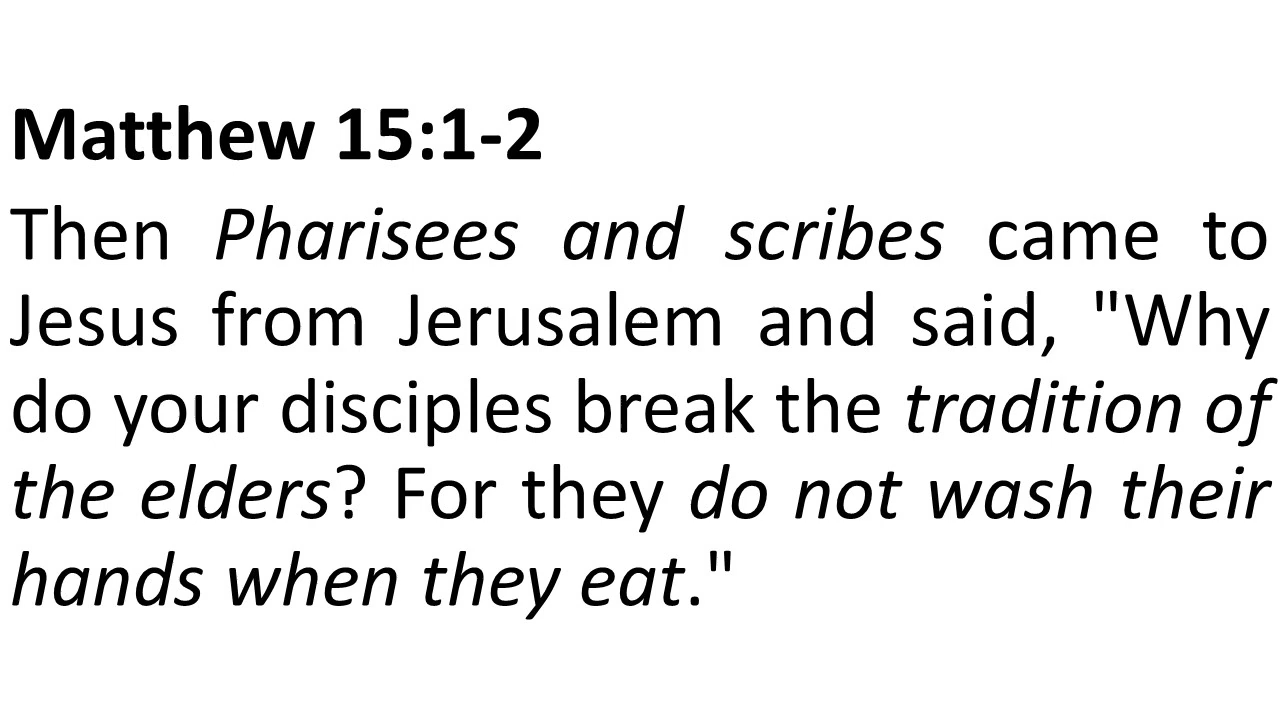 Matthew 15:1-2
Then Pharisees and scribes came to
Jesus from Jerusalem and said, "Why
do your disciples break the tradition of
the elders? For they do not wash their
hands when they eat."